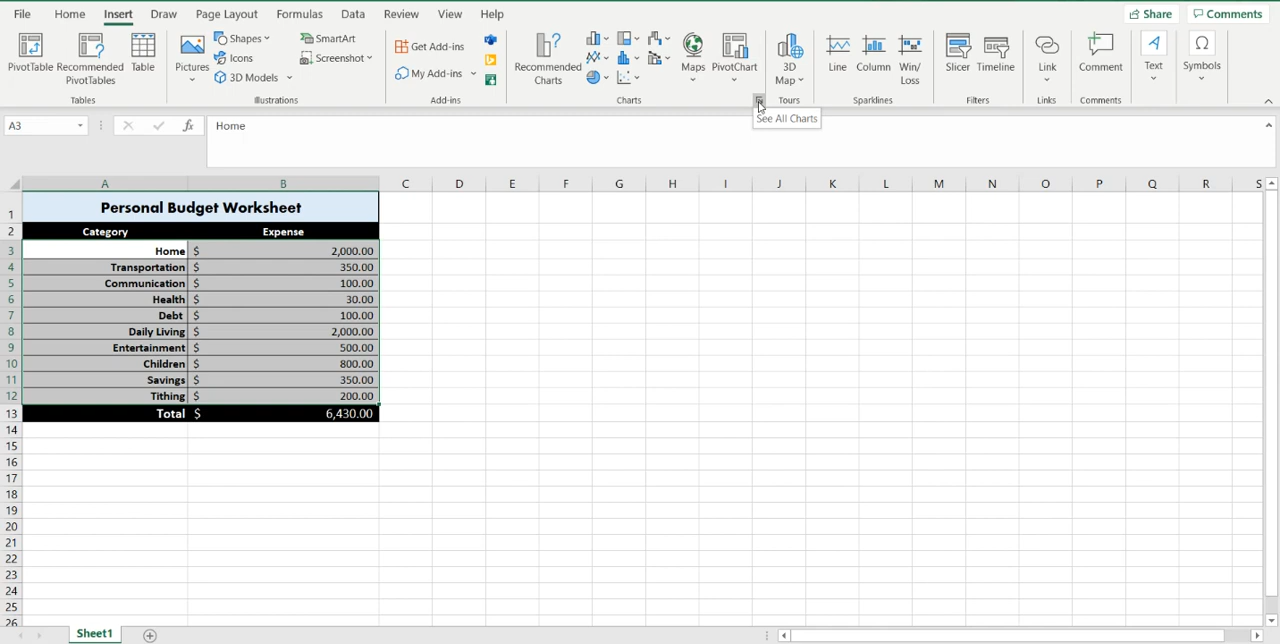 File Home Insert Draw Page Layout Formulas Data Review View Help Share Comments
PivotTable Recommended PivotTables Table Pictures Shapes Icons 3D Models SmartArt Screenshot Get Add-ins My Add-ins Recommended Charts Maps PivotChart 3D Map Line Column Win/ Loss Slicer Timeline Link Comment Text Symbols
Tables Illustrations Add-ins Charts Tours Sparklines Filters Links Comments
See All Charts
A3 fx Home
A B C D E F G H I J K L M N O P Q R S
1 Personal Budget Worksheet
2 Category Expense
3 Home $ 2,000.00
4 Transportation $ 350.00
5 Communication $ 100.00
6 Health $ 30.00
7 Debt $ 100.00
8 Daily Living $ 2,000.00
9 Entertainment $ 500.00
10 Children $ 800.00
11 Savings $ 350.00
12 Tithing $ 200.00
13 Total $ 6,430.00
14
15
16
17
18
19
20
21
22
23
24
25
26
Sheet1